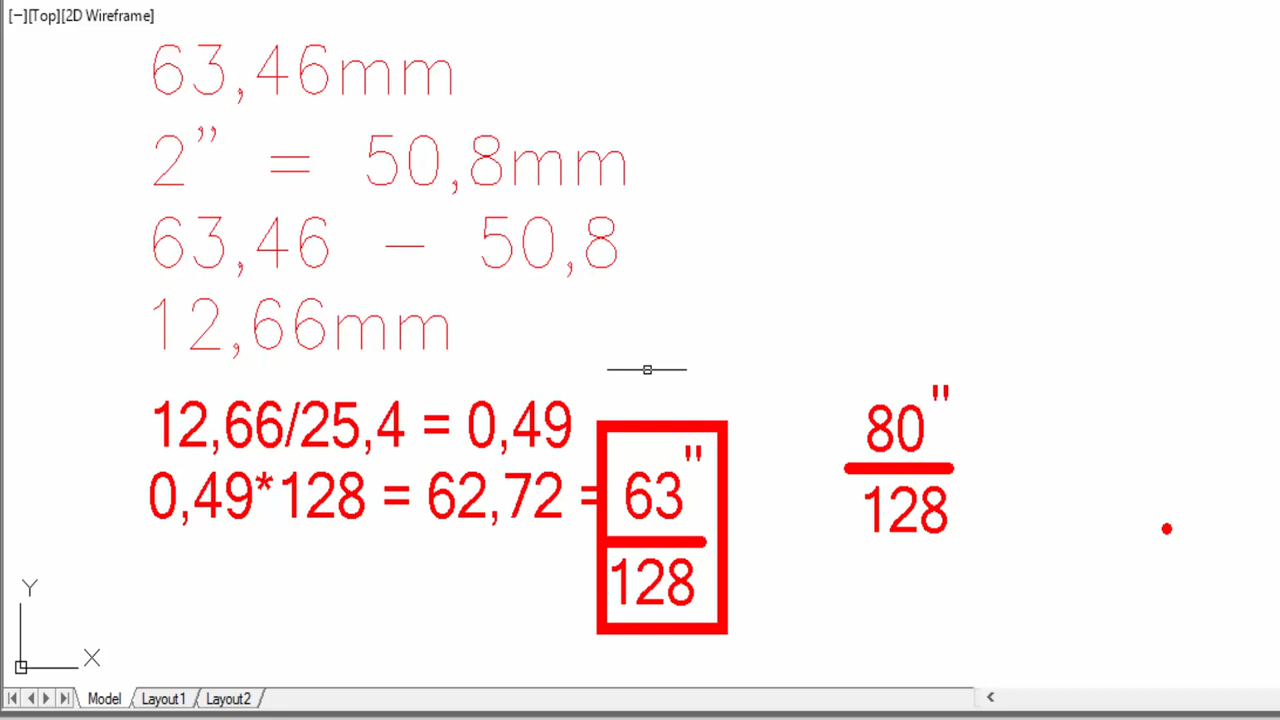 [−][Top][2D Wireframe]
63,46mm
2” = 50,8mm
63,46 − 50,8
12,66mm
12,66/25,4 = 0,49
0,49*128 = 62,72 =
63"
128
80"
128
Y
X
Model
Layout1
Layout2